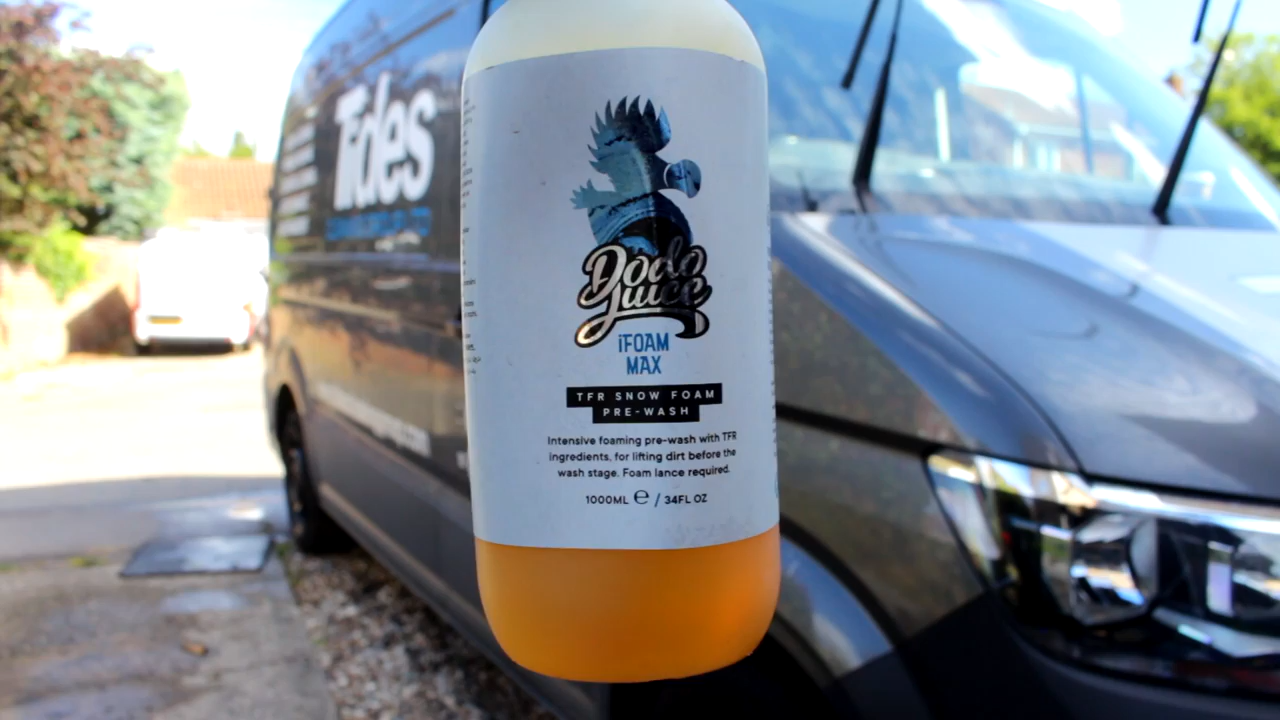 Tides
Dodo
Juice
iFOAM
MAX
TFR SNOW FOAM
PRE-WASH
Intensive foaming pre-wash with TFR
ingredients, for lifting dirt before the
wash stage. Foam lance required.
1000ML e / 34FL OZ